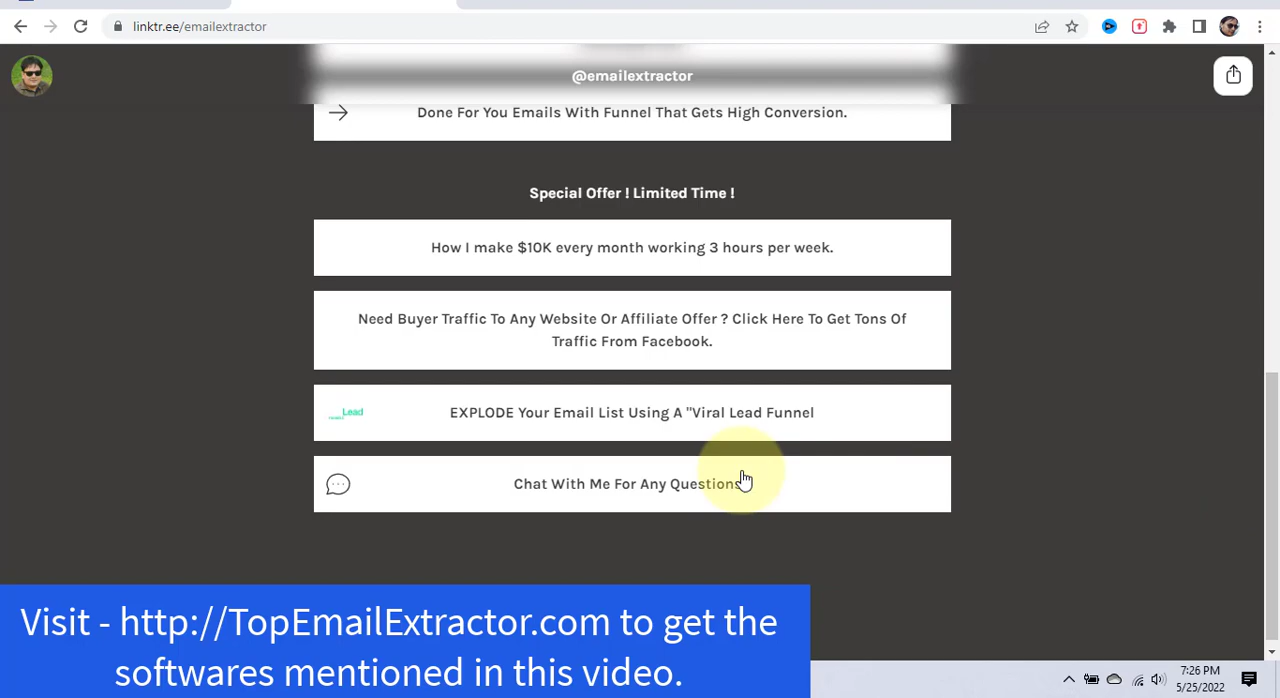 linktr.ee/emailextractor
@emailextractor
Done For You Emails With Funnel That Gets High Conversion.
Special Offer ! Limited Time !
How I make $10K every month working 3 hours per week.
Need Buyer Traffic To Any Website Or Affiliate Offer ? Click Here To Get Tons Of
Traffic From Facebook.
Lead
EXPLODE Your Email List Using A "Viral Lead Funnel
Chat With Me For Any Questions
Visit - http://TopEmailExtractor.com to get the
softwares mentioned in this video.
7:26 PM
5/25/2022